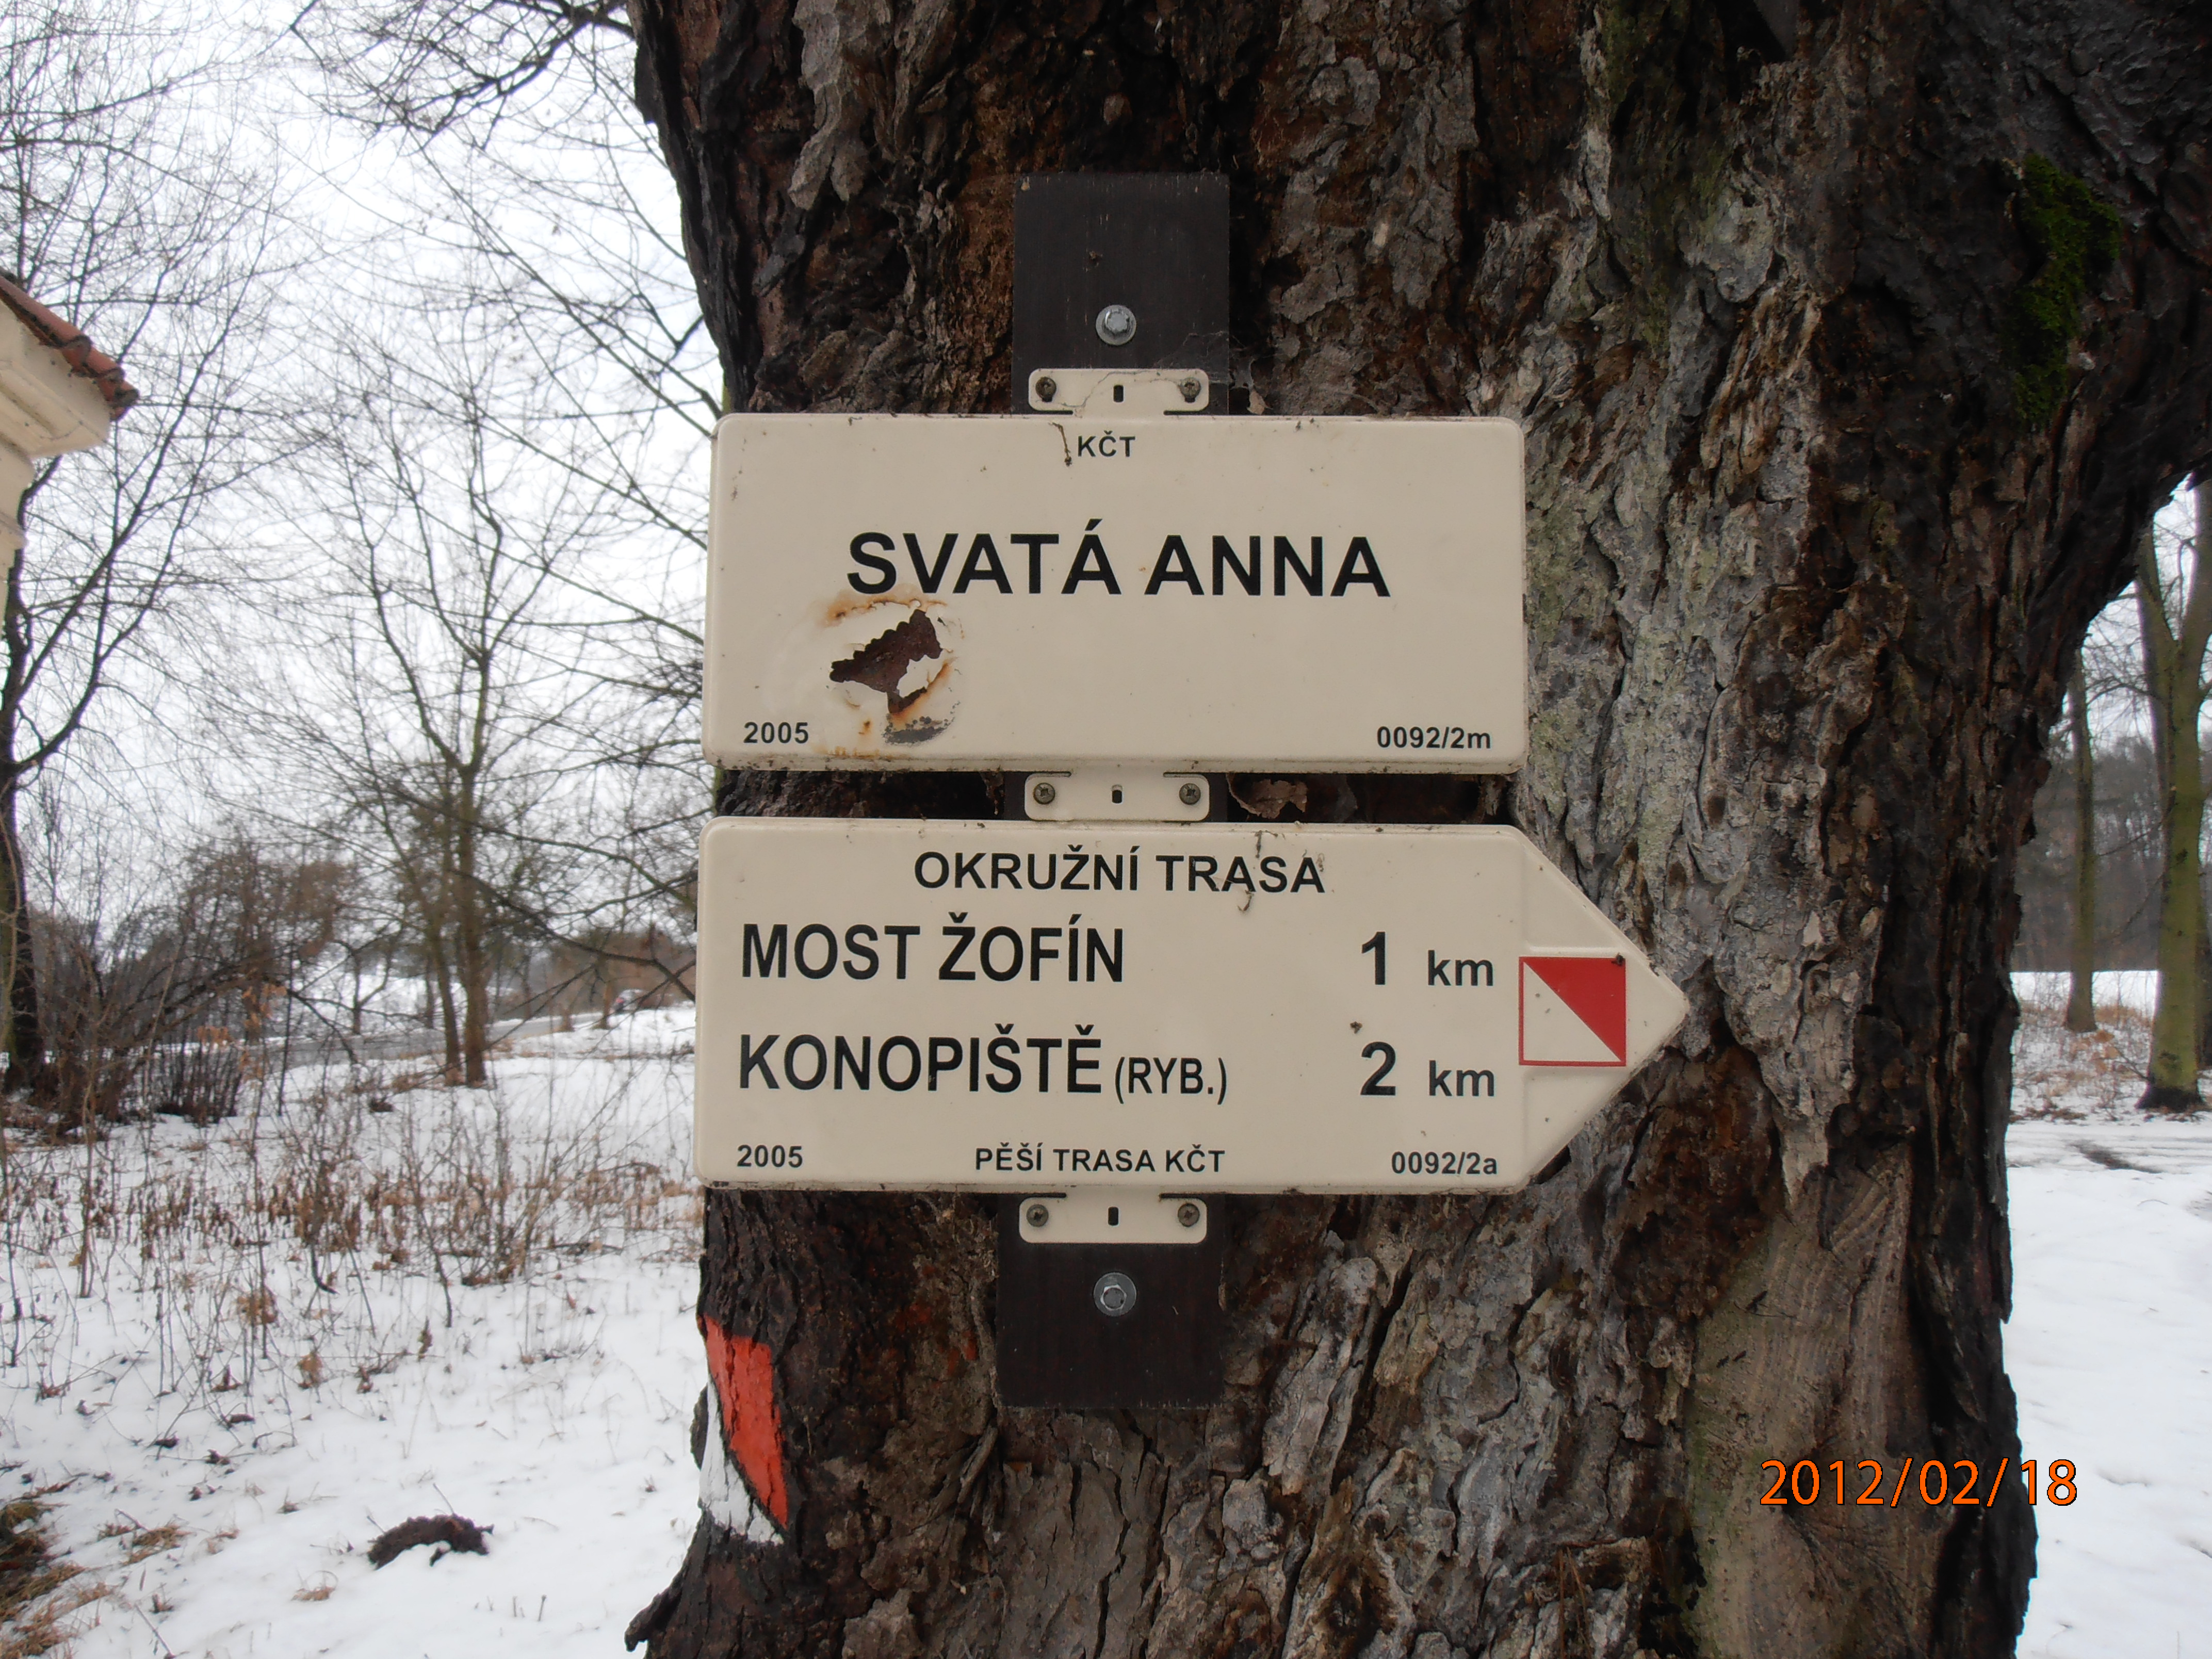 KČT
SVATÁ ANNA
2005 0092/2m
OKRUŽNÍ TRASA
MOST ŽOFÍN 1 km
KONOPIŠTĚ (RYB.) 2 km
2005 PĚŠÍ TRASA KČT 0092/2a
2012/02/18